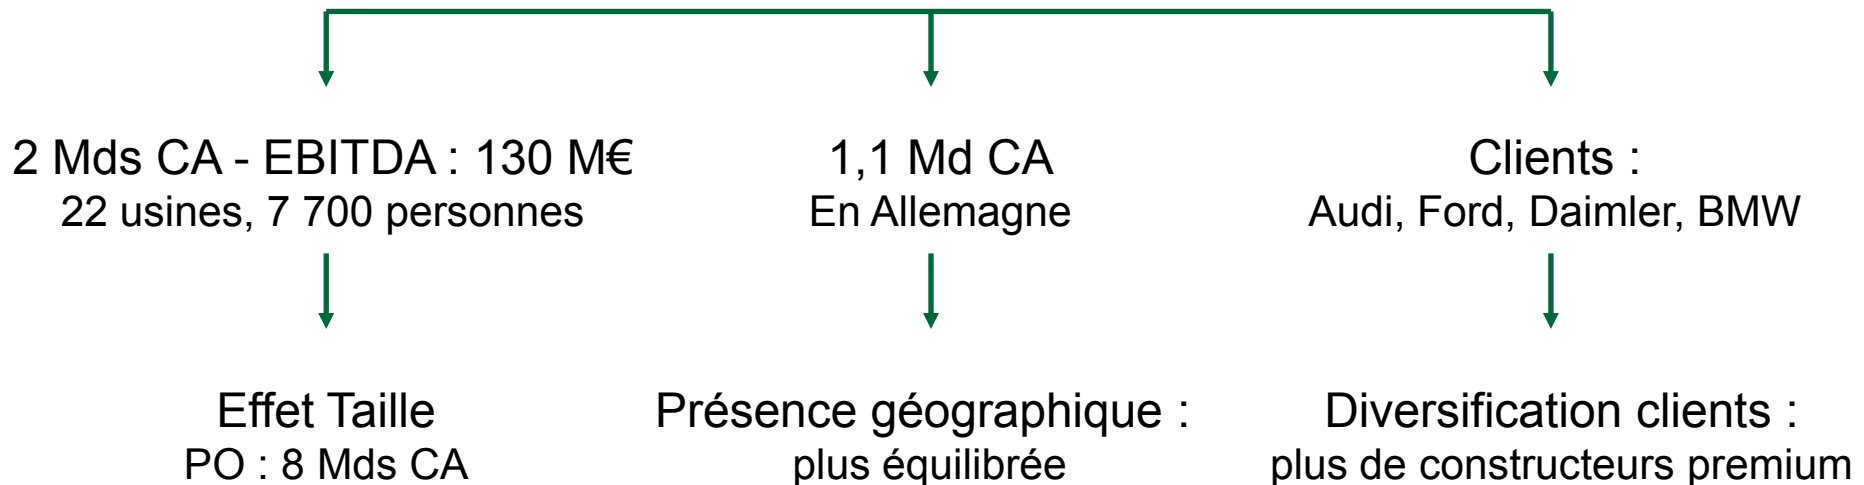 2 Mds CA - EBITDA : 130 M€
22 usines, 7 700 personnes
1,1 Md CA
En Allemagne
Clients :
Audi, Ford, Daimler, BMW
Effet Taille
PO : 8 Mds CA
Présence géographique :
plus équilibrée
Diversification clients :
plus de constructeurs premium